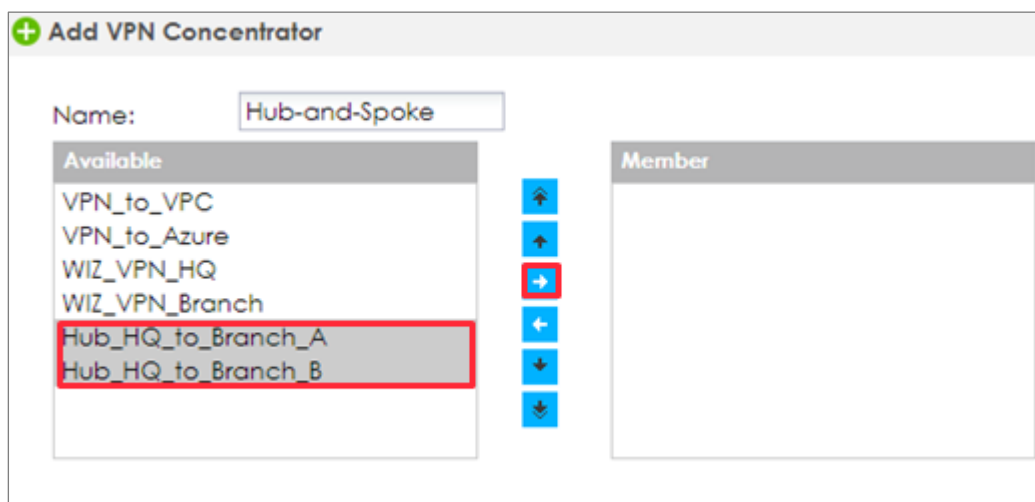 Add VPN Concentrator
Name: Hub-and-Spoke
Available
VPN_to_VPC
VPN_to_Azure
WIZ_VPN_HQ
WIZ_VPN_Branch
Hub_HQ_to_Branch_A
Hub_HQ_to_Branch_B
Member